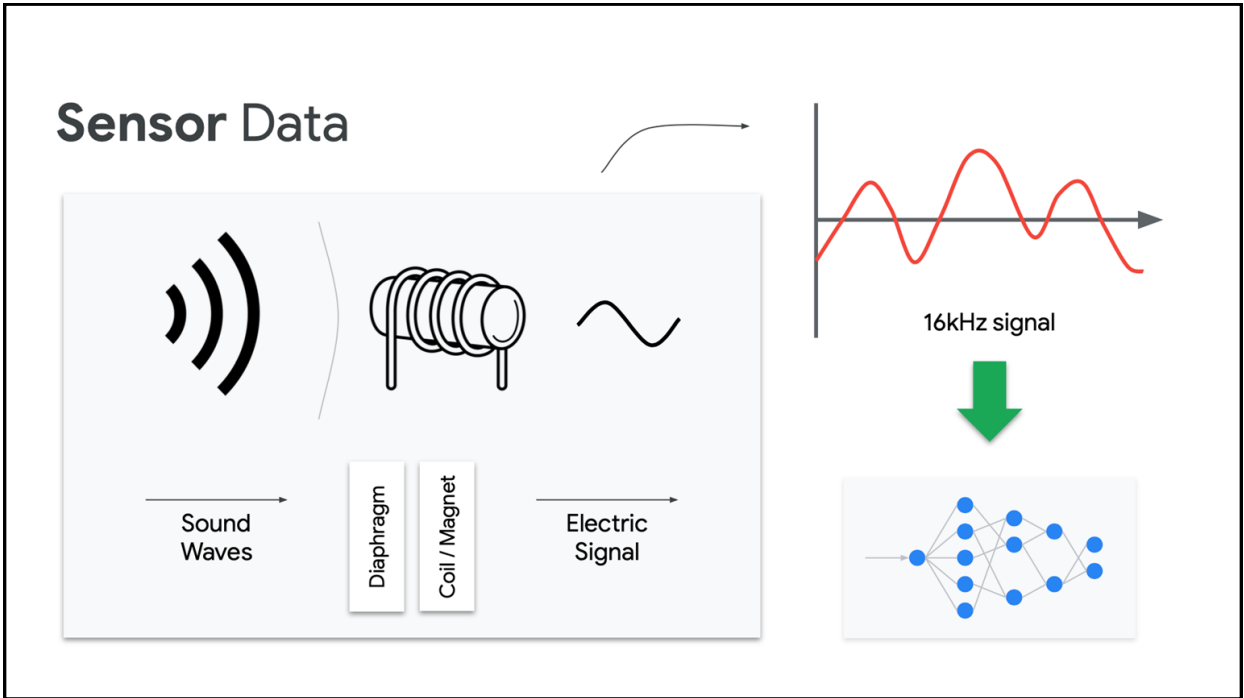 Sensor Data
16kHz signal
Sound
Waves
Diaphragm
Coil / Magnet
Electric
Signal